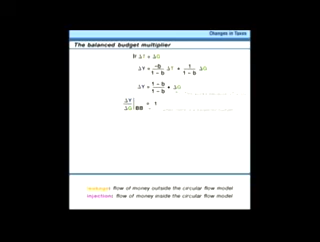 Changes in Taxes
The balanced budget multiplier
If ΔT = ΔG
ΔY = -b / 1 - b ΔT + 1 / 1 - b ΔG
ΔY = 1 - b / 1 - b • ΔG
ΔY / ΔG | BB = 1
leakage: flow of money outside the circular flow model
injection: flow of money inside the circular flow model